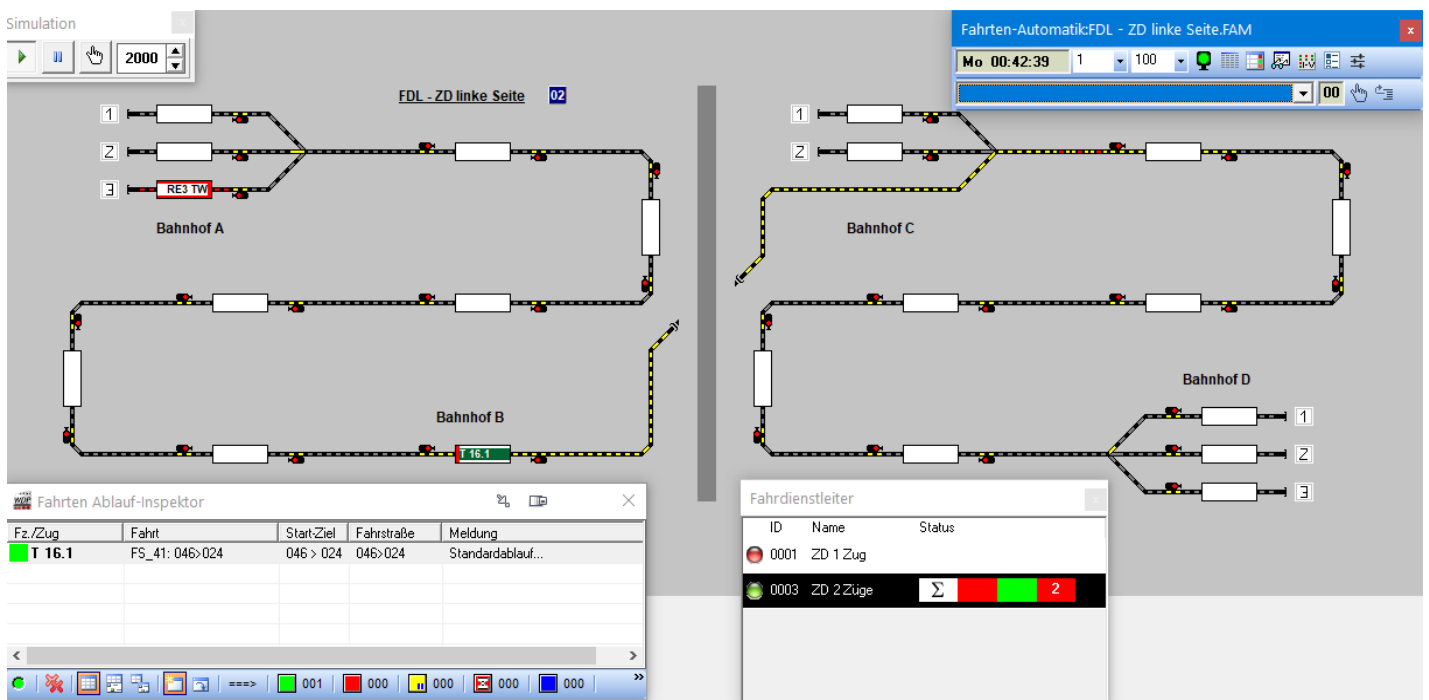 Simulation
x
2000
Fahrten-Automatik:FDL - ZD linke Seite.FAM
x
Mo 00:42:39
1
100
00
FDL - ZD linke Seite
02
1
2
3
RE3 TW
Bahnhof A
1
2
Bahnhof C
Bahnhof B
T 16.1
Bahnhof D
1
2
3
Fahrten Ablauf-Inspektor
Fz./Zug Fahrt Start-Ziel Fahrstraße Meldung
T 16.1 FS_41: 046>024 046 > 024 046>024 Standardablauf...
===> 001 000 000 000 000 »
Fahrdienstleiter
x
ID Name Status
0001 ZD 1 Zug
0003 ZD 2 Züge Σ 2